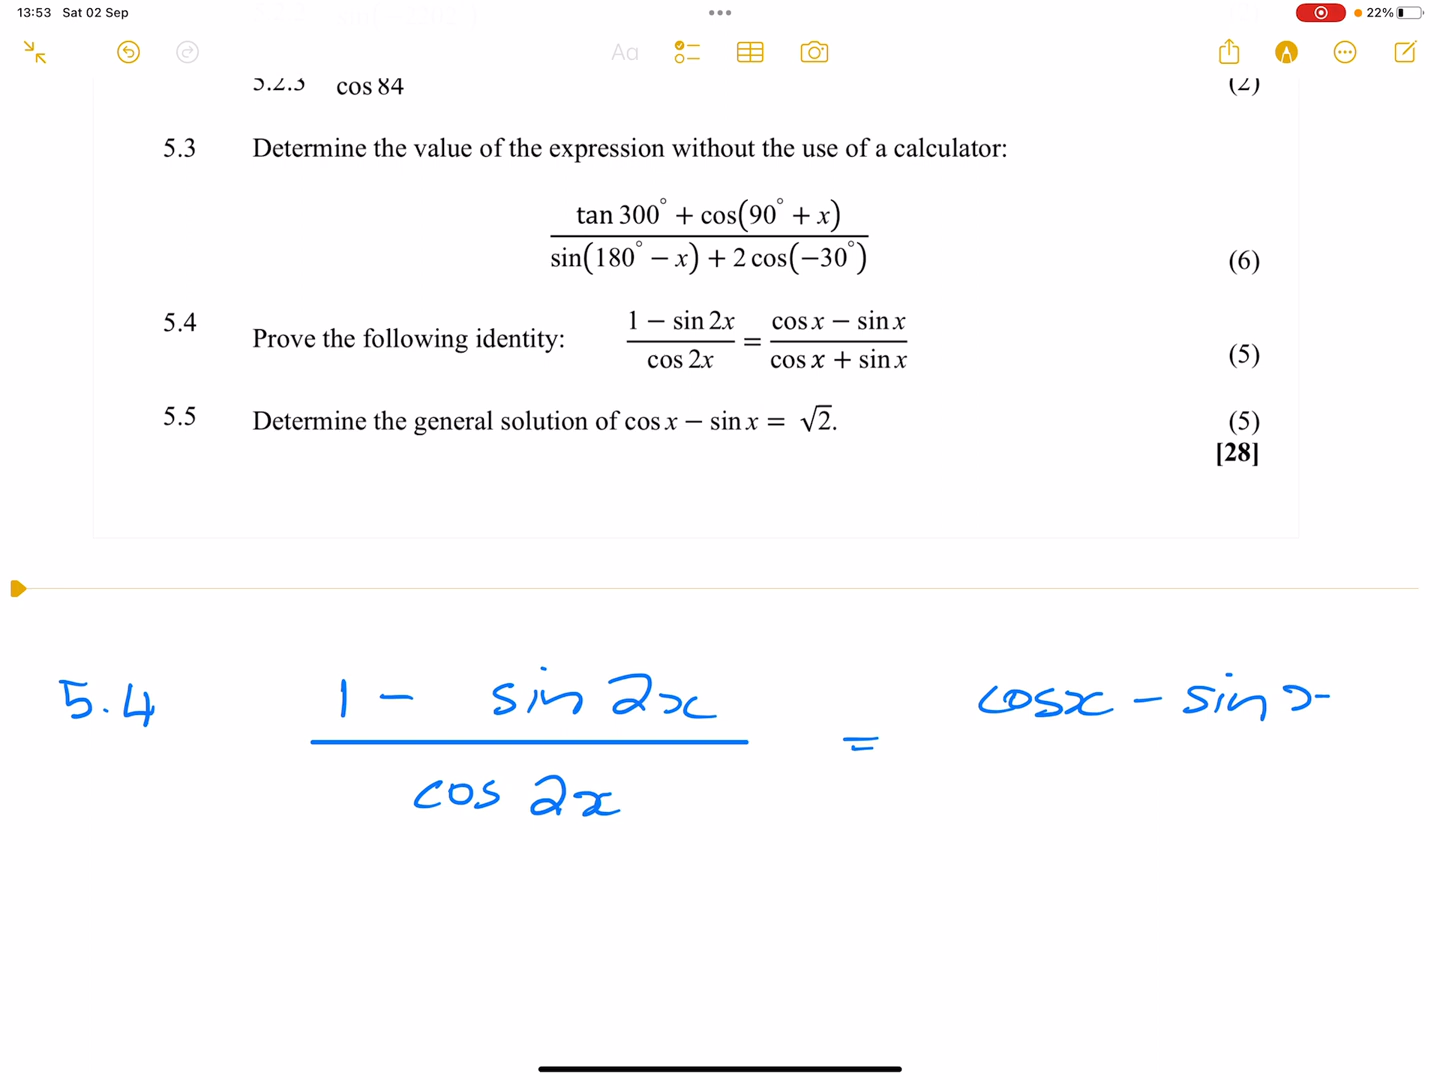 13:53 Sat 02 Sep
22%
Aa
5.2.3 cos 84 (2)
5.3 Determine the value of the expression without the use of a calculator:
tan 300° + cos(90° + x)
sin(180° − x) + 2 cos(−30°) (6)
5.4 Prove the following identity: 1 − sin 2x / cos 2x = cos x − sin x / cos x + sin x (5)
5.5 Determine the general solution of cos x − sin x = √2. (5)
[28]
5.4 1 - sin 2x = cosx - sin x
cos 2x